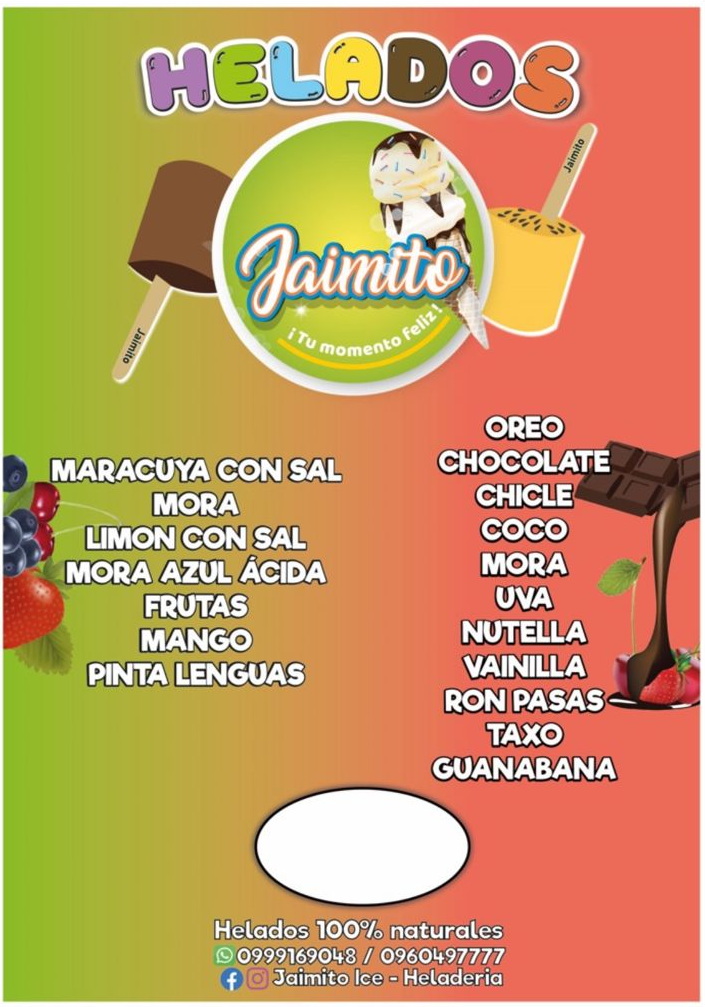 HELADOS
Jaimito
Jaimito
Jaimito
¡Tu momento feliz!
MARACUYA CON SAL
MORA
LIMON CON SAL
MORA AZUL ÁCIDA
FRUTAS
MANGO
PINTA LENGUAS
OREO
CHOCOLATE
CHICLE
COCO
MORA
UVA
NUTELLA
VAINILLA
RON PASAS
TAXO
GUANABANA
Helados 100% naturales
0999169048 / 0960497777
Jaimito Ice - Heladeria